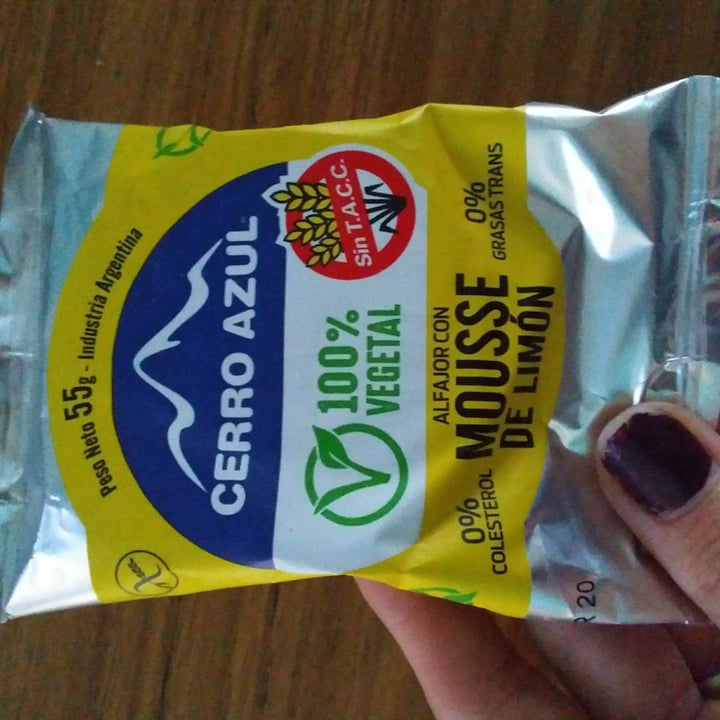 Peso Neto 55g - Industria Argentina
CERRO AZUL
Sin T.A.C.C.
100%
VEGETAL
ALFAJOR CON
MOUSSE
DE LIMÓN
0%
COLESTEROL
0%
GRASAS TRANS
20